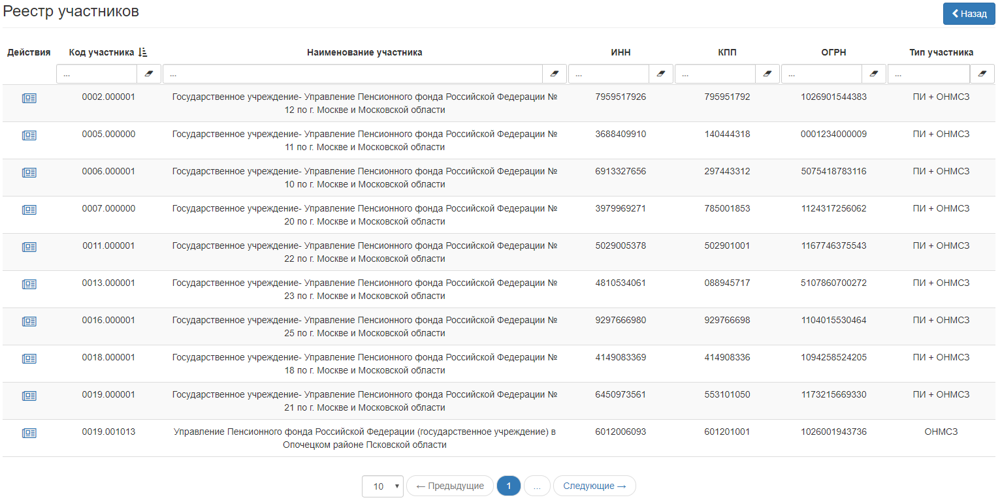 Реестр участников
Назад
Действия Код участника Наименование участника ИНН КПП ОГРН Тип участника
... ... ... ... ... ...
0002.000001 Государственное учреждение- Управление Пенсионного фонда Российской Федерации № 7959517926 795951792 1026901544383 ПИ + ОНМСЗ
12 по г. Москве и Московской области
0005.000000 Государственное учреждение- Управление Пенсионного фонда Российской Федерации № 3688409910 140444318 0001234000009 ПИ + ОНМСЗ
11 по г. Москве и Московской области
0006.000001 Государственное учреждение- Управление Пенсионного фонда Российской Федерации № 6913327656 297443312 5075418783116 ПИ + ОНМСЗ
10 по г. Москве и Московской области
0007.000000 Государственное учреждение- Управление Пенсионного фонда Российской Федерации № 3979969271 785001853 1124317256062 ПИ + ОНМСЗ
20 по г. Москве и Московской области
0011.000001 Государственное учреждение- Управление Пенсионного фонда Российской Федерации № 5029005378 502901001 1167746375543 ПИ + ОНМСЗ
22 по г. Москве и Московской области
0013.000001 Государственное учреждение- Управление Пенсионного фонда Российской Федерации № 4810534061 088945717 5107860700272 ПИ + ОНМСЗ
23 по г. Москве и Московской области
0016.000001 Государственное учреждение- Управление Пенсионного фонда Российской Федерации № 9297666980 929766698 1104015530464 ПИ + ОНМСЗ
25 по г. Москве и Московской области
0018.000001 Государственное учреждение- Управление Пенсионного фонда Российской Федерации № 4149083369 414908336 1094258524205 ПИ + ОНМСЗ
18 по г. Москве и Московской области
0019.000001 Государственное учреждение- Управление Пенсионного фонда Российской Федерации № 6450973561 553101050 1173215669330 ПИ + ОНМСЗ
21 по г. Москве и Московской области
0019.001013 Управление Пенсионного фонда Российской Федерации (государственное учреждение) в 6012006093 601201001 1026001943736 ОНМСЗ
Опочецком районе Псковской области
10 ← Предыдущие 1 ... Следующие →